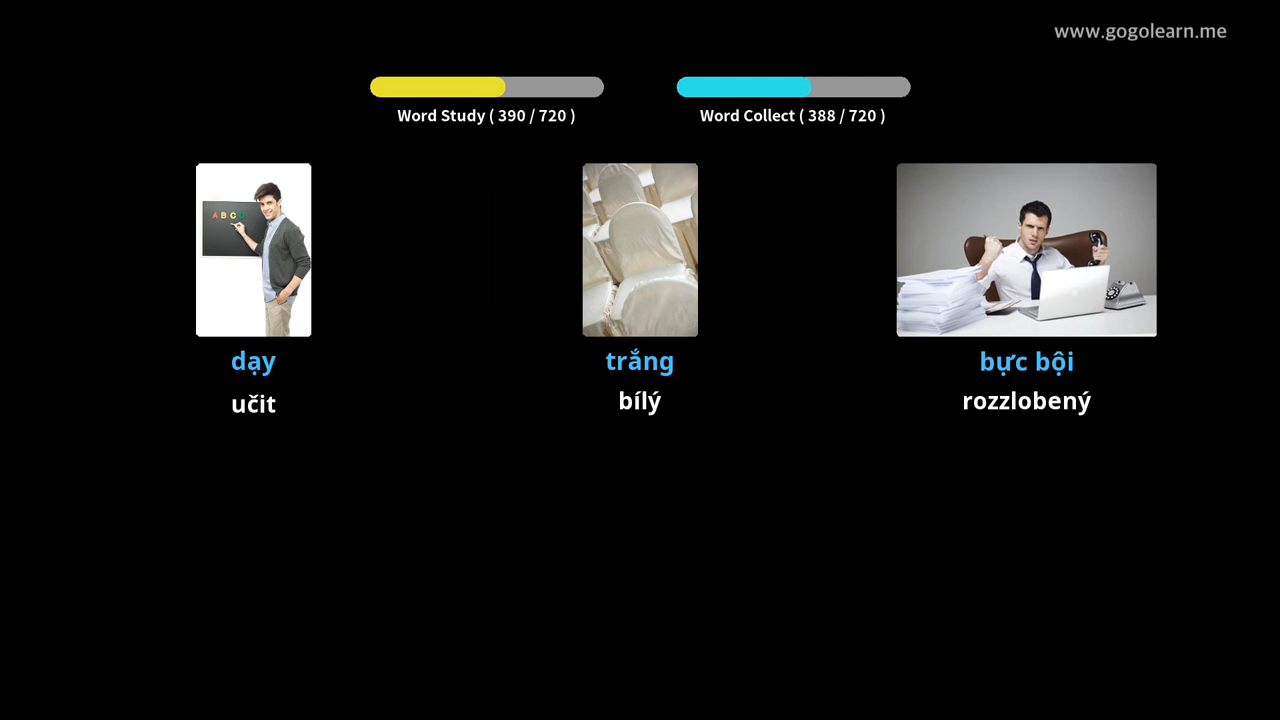 www.gogolearn.me
Word Study ( 390 / 720 )
Word Collect ( 388 / 720 )
A B C D
dạy
trắng
bực bội
učit
bílý
rozzlobený